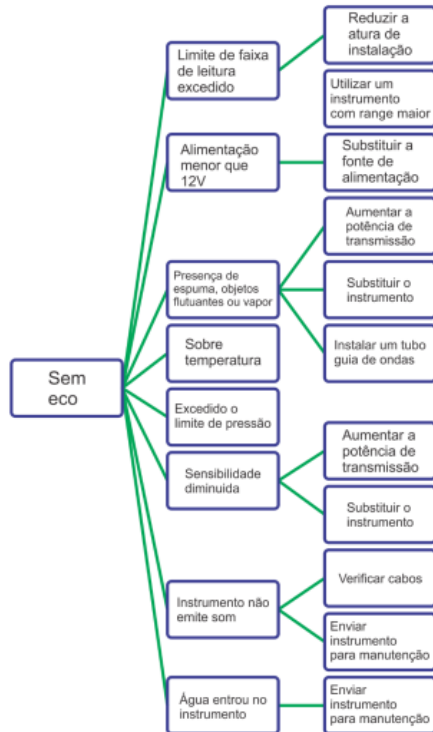 Sem
eco
Limite de faixa
de leitura
excedido
Reduzir a
atura de
instalação
Utilizar um
instrumento
com range maior
Alimentação
menor que
12V
Substituir a
fonte de
alimentação
Presença de
espuma, objetos
flutuantes ou vapor
Aumentar a
potência de
transmissão
Substituir o
instrumento
Instalar um tubo
guia de ondas
Sobre
temperatura
Excedido o
limite de pressão
Sensibilidade
diminuida
Aumentar a
potência de
transmissão
Substituir o
instrumento
Instrumento não
emite som
Verificar cabos
Enviar
instrumento
para manutenção
Água entrou no
instrumento
Enviar
instrumento
para manutenção